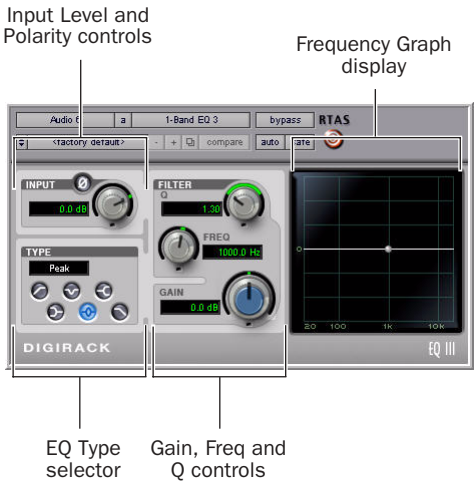 Input Level and
Polarity controls
Frequency Graph
display
Audio 6 a 1-Band EQ 3 bypass RTAS
<factory default> - + compare auto safe
INPUT Ø
0.0 dB
FILTER
Q
1.30
FREQ
1000.0 Hz
TYPE
Peak
GAIN
0.0 dB
0
20 100 1k 10k
DIGIRACK
EQ III
EQ Type
selector
Gain, Freq and
Q controls